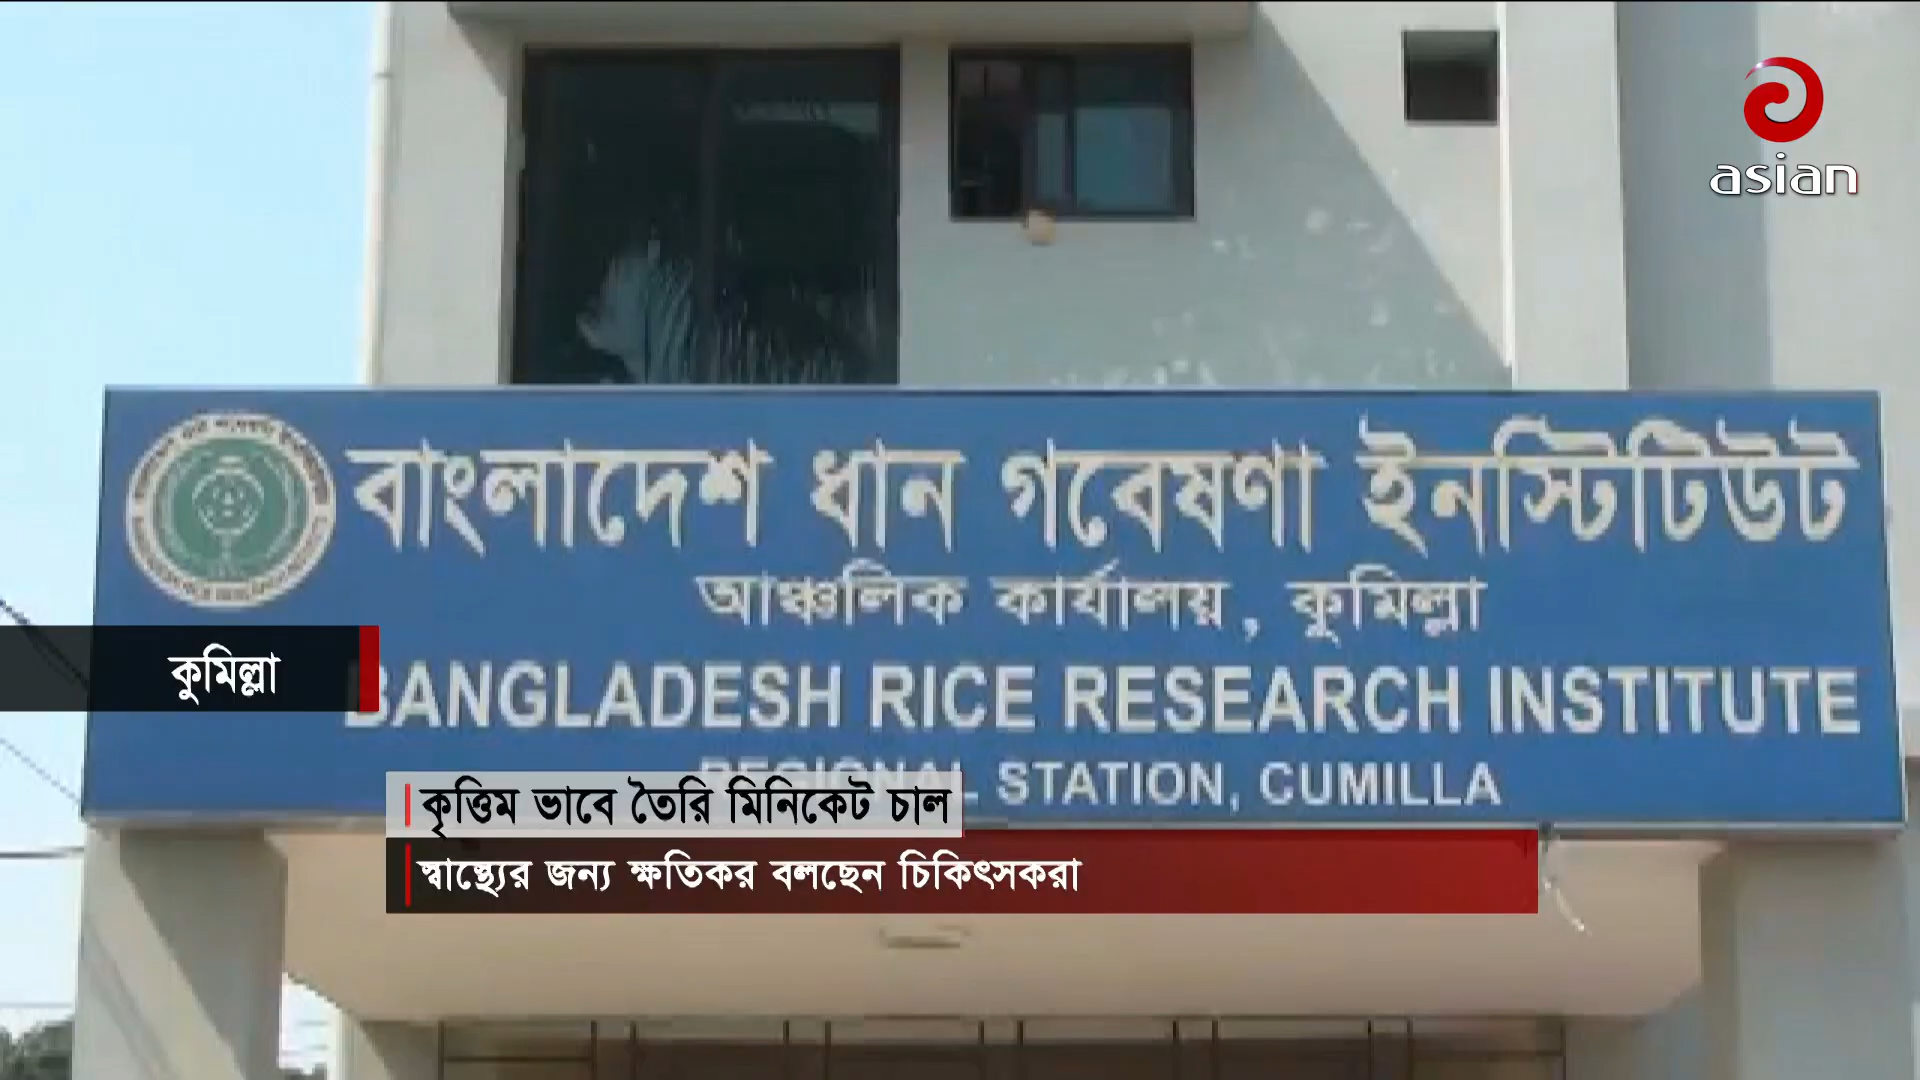 asian
বাংলাদেশ ধান গবেষণা ইনস্টিটিউট
আঞ্চলিক কার্যালয়, কুমিল্লা
কুমিল্লা
BANGLADESH RICE RESEARCH INSTITUTE
REGIONAL STATION, CUMILLA
কৃত্তিম ভাবে তৈরি মিনিকেট চাল
স্বাস্থ্যের জন্য ক্ষতিকর বলছেন চিকিৎসকরা